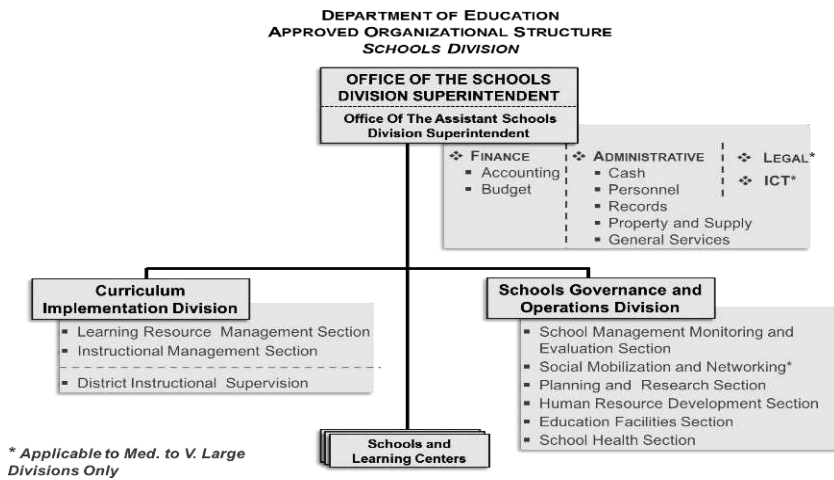 DEPARTMENT OF EDUCATION
APPROVED ORGANIZATIONAL STRUCTURE
SCHOOLS DIVISION
OFFICE OF THE SCHOOLS
DIVISION SUPERINTENDENT
Office Of The Assistant Schools
Division Superintendent
❖ FINANCE
▪ Accounting
▪ Budget
❖ ADMINISTRATIVE
▪ Cash
▪ Personnel
▪ Records
▪ Property and Supply
▪ General Services
❖ LEGAL*
❖ ICT*
Curriculum
Implementation Division
▪ Learning Resource Management Section
▪ Instructional Management Section
▪ District Instructional Supervision
Schools Governance and
Operations Division
▪ School Management Monitoring and
Evaluation Section
▪ Social Mobilization and Networking*
▪ Planning and Research Section
▪ Human Resource Development Section
▪ Education Facilities Section
▪ School Health Section
Schools and
Learning Centers
* Applicable to Med. to V. Large
Divisions Only